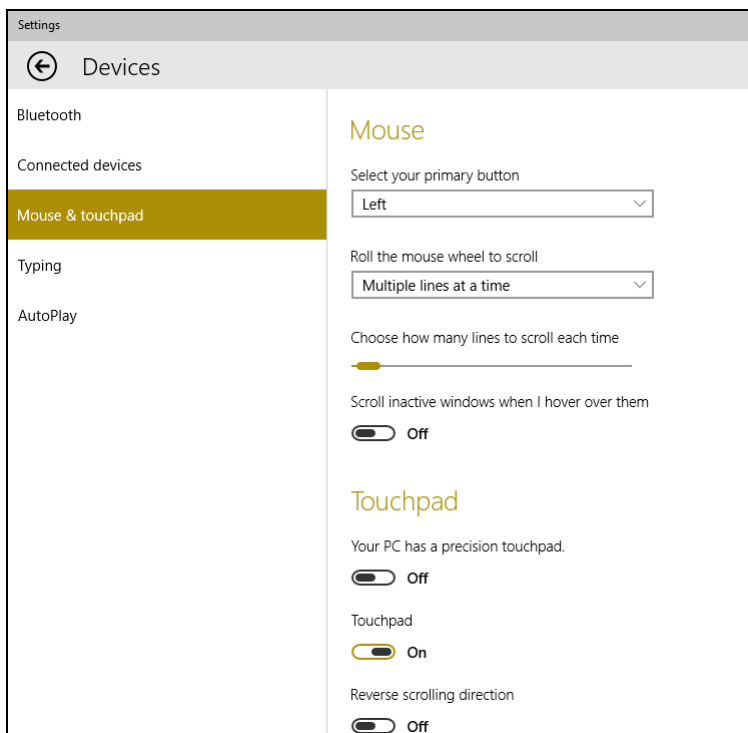 Settings
Devices
Bluetooth
Connected devices
Mouse & touchpad
Typing
AutoPlay
Mouse
Select your primary button
Left
Roll the mouse wheel to scroll
Multiple lines at a time
Choose how many lines to scroll each time
Scroll inactive windows when I hover over them
Off
Touchpad
Your PC has a precision touchpad.
Off
Touchpad
On
Reverse scrolling direction
Off